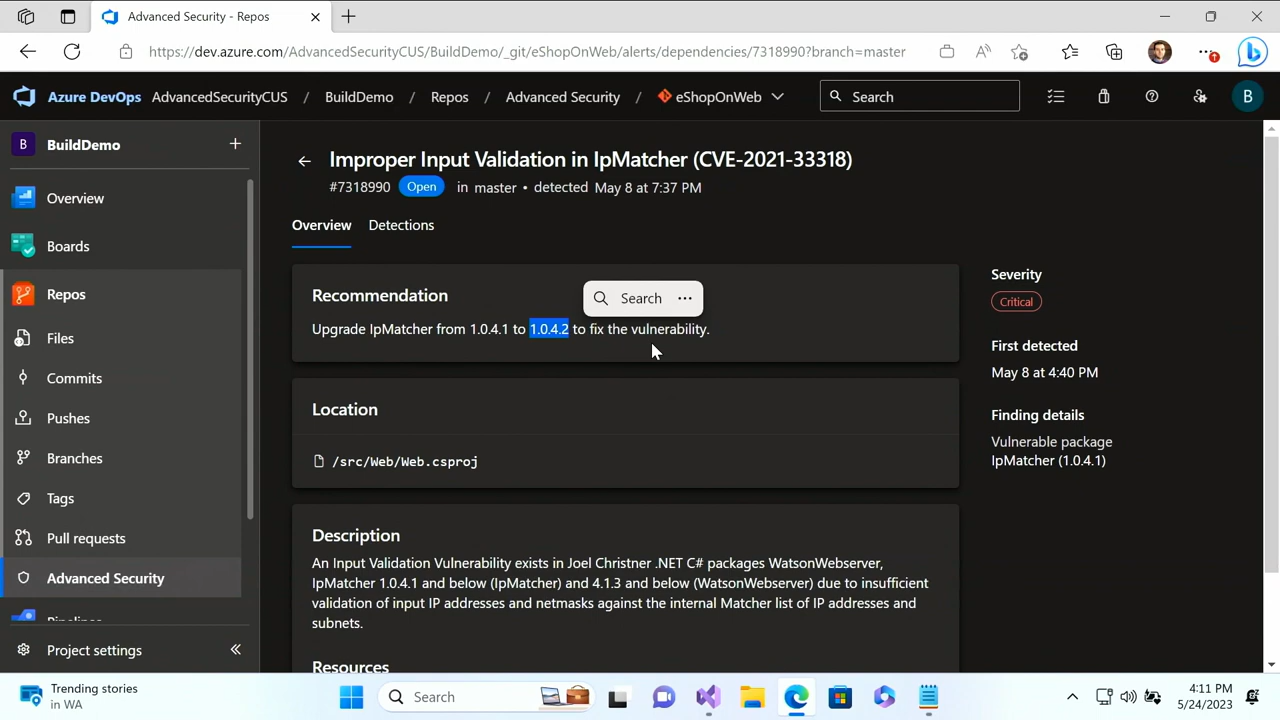 Advanced Security - Repos
https://dev.azure.com/AdvancedSecurityCUS/BuildDemo/_git/eShopOnWeb/alerts/dependencies/7318990?branch=master
Azure DevOps AdvancedSecurityCUS / BuildDemo / Repos / Advanced Security / eShopOnWeb
Search
B
B BuildDemo
Overview
Boards
Repos
Files
Commits
Pushes
Branches
Tags
Pull requests
Advanced Security
Pipelines
Project settings
Improper Input Validation in IpMatcher (CVE-2021-33318)
#7318990 Open in master • detected May 8 at 7:37 PM
Overview Detections
Recommendation
Search
Upgrade IpMatcher from 1.0.4.1 to 1.0.4.2 to fix the vulnerability.
Location
/src/Web/Web.csproj
Description
An Input Validation Vulnerability exists in Joel Christner .NET C# packages WatsonWebserver,
IpMatcher 1.0.4.1 and below (IpMatcher) and 4.1.3 and below (WatsonWebserver) due to insufficient
validation of input IP addresses and netmasks against the internal Matcher list of IP addresses and
subnets.
Resources
Severity
Critical
First detected
May 8 at 4:40 PM
Finding details
Vulnerable package
IpMatcher (1.0.4.1)
Trending stories
in WA
Search
4:11 PM
5/24/2023